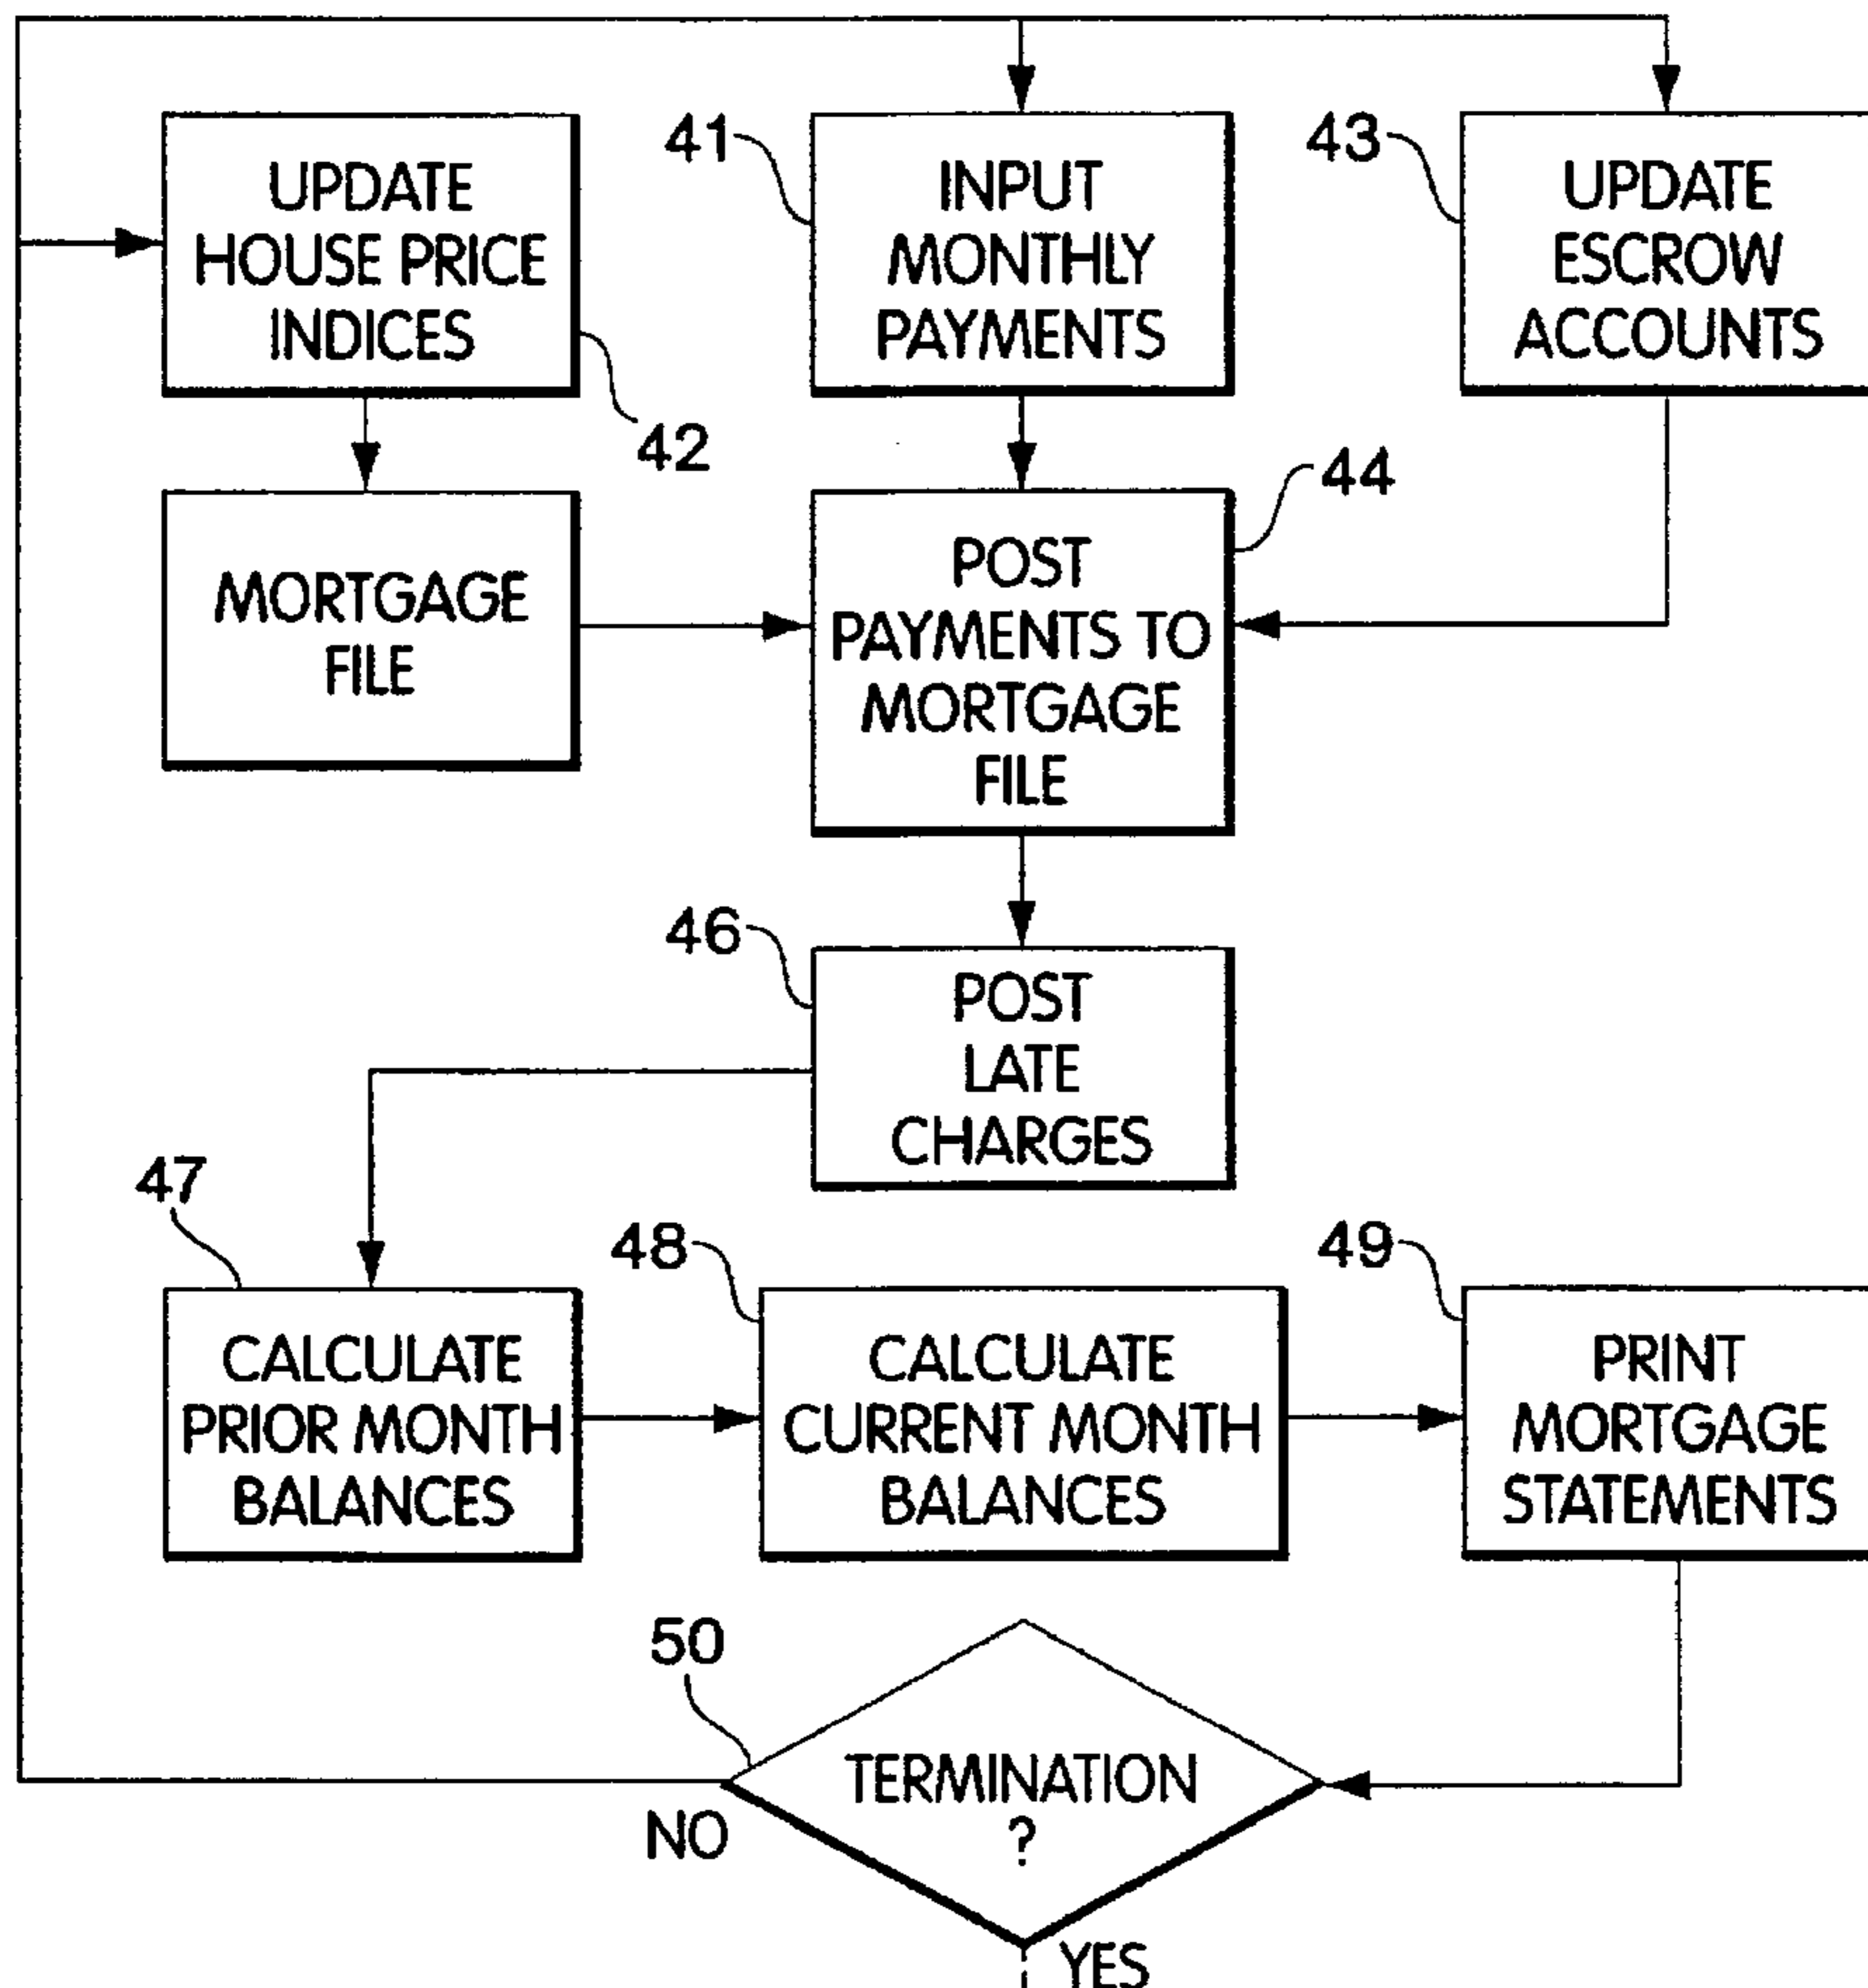 42
UPDATE
HOUSE PRICE
INDICES
41
INPUT
MONTHLY
PAYMENTS
43
UPDATE
ESCROW
ACCOUNTS
MORTGAGE
FILE
44
POST
PAYMENTS TO
MORTGAGE
FILE
46
POST
LATE
CHARGES
47
CALCULATE
PRIOR MONTH
BALANCES
48
CALCULATE
CURRENT MONTH
BALANCES
49
PRINT
MORTGAGE
STATEMENTS
50
TERMINATION
?
NO
YES